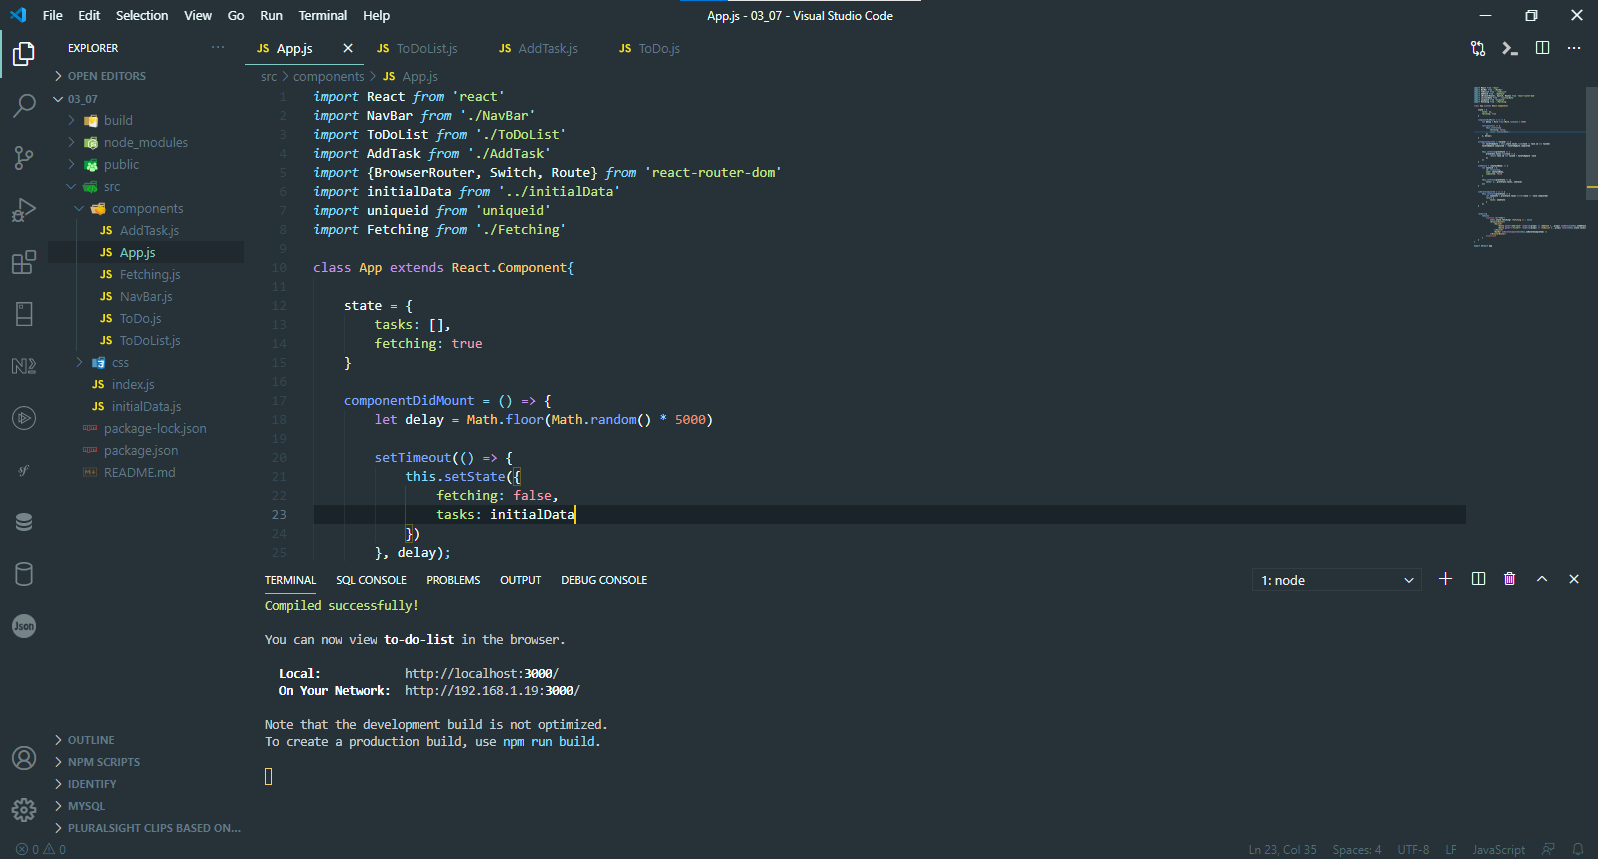 File Edit Selection View Go Run Terminal Help
App.js - 03_07 - Visual Studio Code
EXPLORER
OPEN EDITORS
03_07
build
node_modules
public
src
components
JS AddTask.js
JS App.js
JS Fetching.js
JS NavBar.js
JS ToDo.js
JS ToDoList.js
css
JS index.js
JS initialData.js
package-lock.json
package.json
README.md
OUTLINE
NPM SCRIPTS
IDENTIFY
MYSQL
PLURALSIGHT CLIPS BASED ON...
Json
JS App.js JS ToDoList.js JS AddTask.js JS ToDo.js
src > components > JS App.js
1 import React from 'react'
2 import NavBar from './NavBar'
3 import ToDoList from './ToDoList'
4 import AddTask from './AddTask'
5 import {BrowserRouter, Switch, Route} from 'react-router-dom'
6 import initialData from '../initialData'
7 import uniqueid from 'uniqueid'
8 import Fetching from './Fetching'
9
10 class App extends React.Component{
11
12 state = {
13 tasks: [],
14 fetching: true
15 }
16
17 componentDidMount = () => {
18 let delay = Math.floor(Math.random() * 5000)
19
20 setTimeout(() => {
21 this.setState({
22 fetching: false,
23 tasks: initialData
24 })
25 }, delay);
TERMINAL SQL CONSOLE PROBLEMS OUTPUT DEBUG CONSOLE 1: node
Compiled successfully!
You can now view to-do-list in the browser.
Local: http://localhost:3000/
On Your Network: http://192.168.1.19:3000/
Note that the development build is not optimized.
To create a production build, use npm run build.
0 0 Ln 23, Col 35 Spaces: 4 UTF-8 LF JavaScript